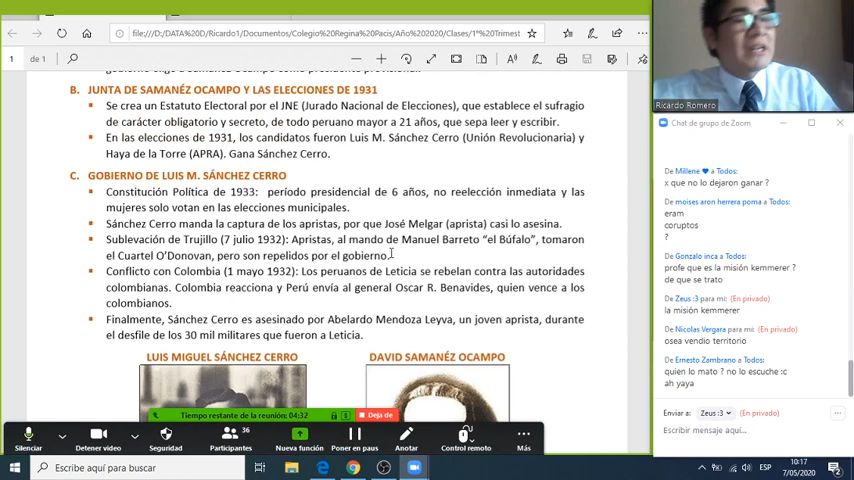 file:///D:/DATA%20D/Ricardo1/Documentos/Colegio%20Regina%20Pacis/Año%202020/Clases/1°%20Trimest
1 de 1
B. JUNTA DE SAMANÉZ OCAMPO Y LAS ELECCIONES DE 1931
Se crea un Estatuto Electoral por el JNE (Jurado Nacional de Elecciones), que establece el sufragio
de carácter obligatorio y secreto, de todo peruano mayor a 21 años, que sepa leer y escribir.
En las elecciones de 1931, los candidatos fueron Luis M. Sánchez Cerro (Unión Revolucionaria) y
Haya de la Torre (APRA). Gana Sánchez Cerro.
C. GOBIERNO DE LUIS M. SÁNCHEZ CERRO
Constitución Política de 1933: período presidencial de 6 años, no reelección inmediata y las
mujeres solo votan en las elecciones municipales.
Sánchez Cerro manda la captura de los apristas, por que José Melgar (aprista) casi lo asesina.
Sublevación de Trujillo (7 julio 1932): Apristas, al mando de Manuel Barreto “el Búfalo”, tomaron
el Cuartel O’Donovan, pero son repelidos por el gobierno.
Conflicto con Colombia (1 mayo 1932): Los peruanos de Leticia se rebelan contra las autoridades
colombianas. Colombia reacciona y Perú envía al general Oscar R. Benavides, quien vence a los
colombianos.
Finalmente, Sánchez Cerro es asesinado por Abelardo Mendoza Leyva, un joven aprista, durante
el desfile de los 30 mil militares que fueron a Leticia.
LUIS MIGUEL SÁNCHEZ CERRO
DAVID SAMANÉZ OCAMPO
Tiempo restante de la reunión: 04:32
Deja de
Silenciar
Detener video
Seguridad
36
Participantes
Nueva función
Poner en paus
Anotar
Control remoto
Más
Ricardo Romero
Chat de grupo de Zoom
De Millene a Todos:
x que no lo dejaron ganar ?
De moises aron herrera poma a Todos:
eram
coruptos
?
De Gonzalo inca a Todos:
profe que es la misión kemmerer ?
de que se trato
De Zeus :3 para mi: (En privado)
la misión kemmerer
De Nicolas Vergara para mi: (En privado)
osea vendio territorio
De Ernesto Zambrano a Todos:
quien lo mato ? no lo escuche :c
ah yaya
Enviar a: Zeus :3 (En privado)
Escribir mensaje aquí...
Escribe aquí para buscar
ESP
10:17
7/05/2020
2